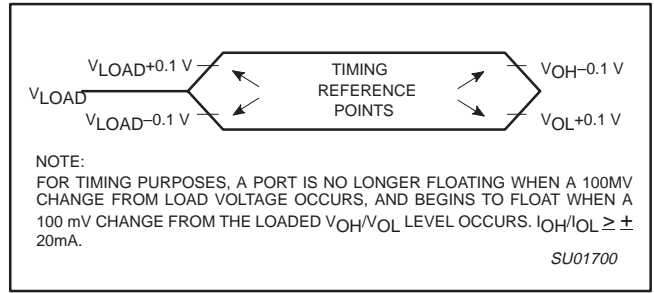 VLOAD+0.1 V
TIMING
VOH–0.1 V
VLOAD
REFERENCE
VLOAD–0.1 V
POINTS
VOL+0.1 V
NOTE:
FOR TIMING PURPOSES, A PORT IS NO LONGER FLOATING WHEN A 100MV
CHANGE FROM LOAD VOLTAGE OCCURS, AND BEGINS TO FLOAT WHEN A
100 mV CHANGE FROM THE LOADED VOH/VOL LEVEL OCCURS. IOH/IOL ≥ ±
20mA.
SU01700